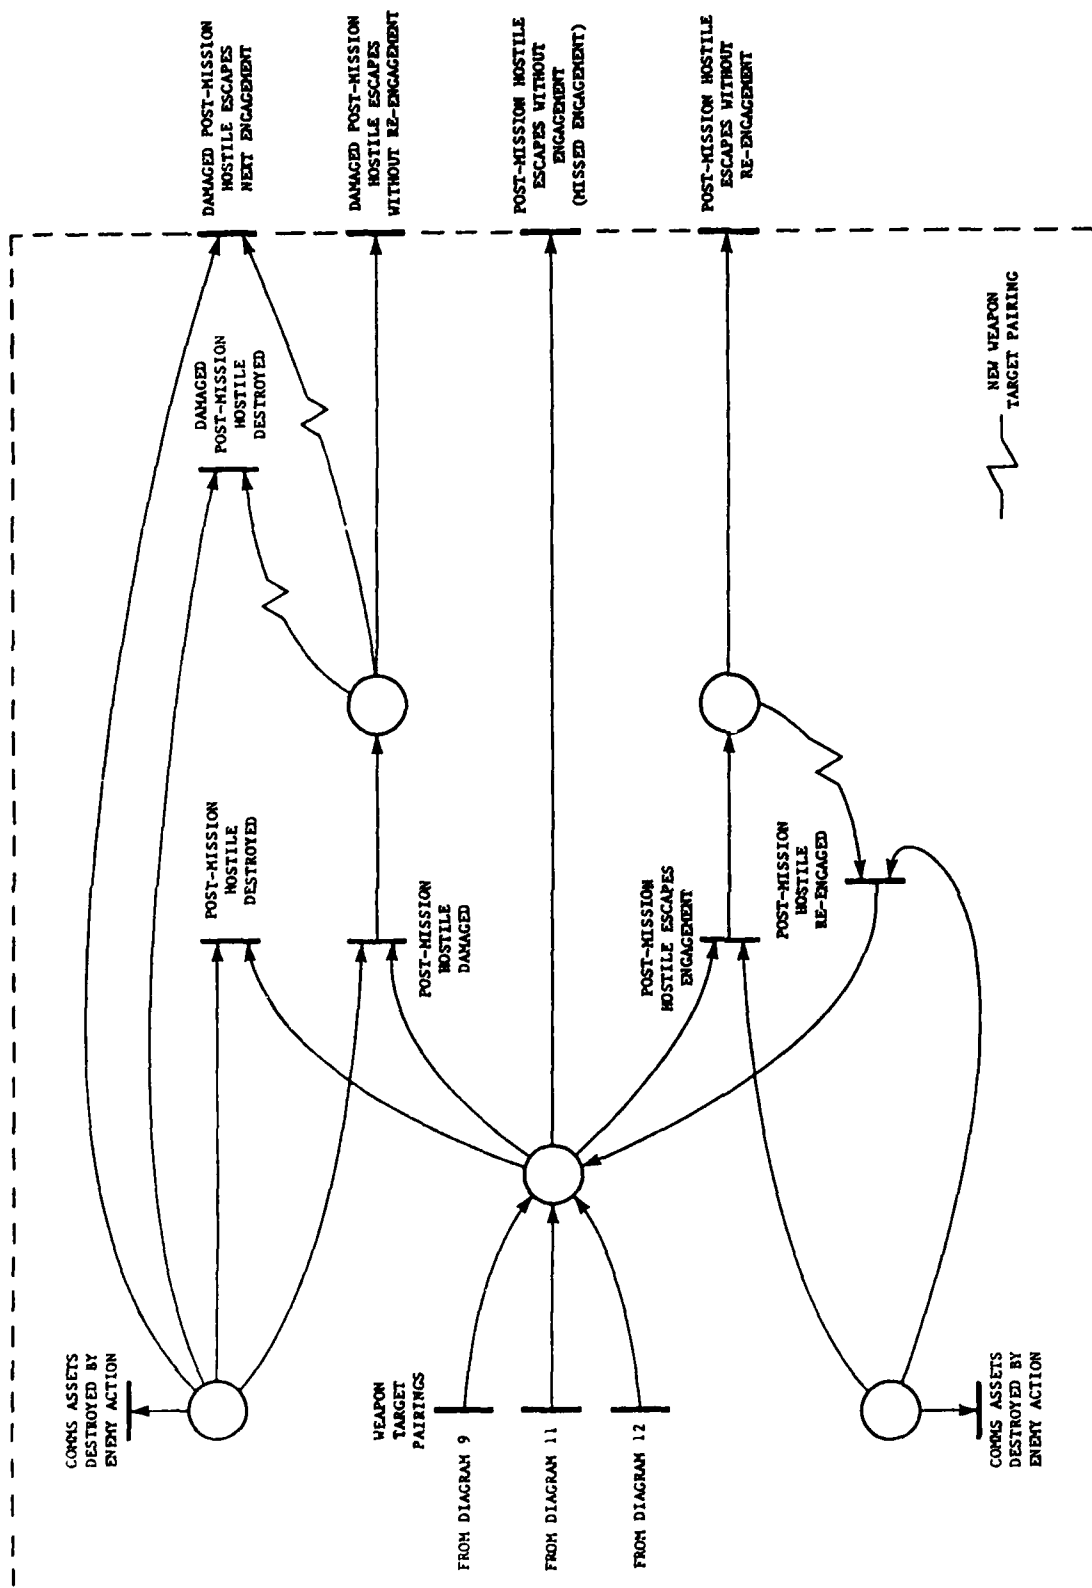 DAMAGED POST-MISSION
HOSTILE ESCAPES
NEXT ENGAGEMENT
DAMAGED POST-MISSION
HOSTILE ESCAPES
WITHOUT RE-ENGAGEMENT
POST-MISSION HOSTILE
ESCAPES WITHOUT
ENGAGEMENT
(MISSED ENGAGEMENT)
POST-MISSION HOSTILE
ESCAPES WITHOUT
RE-ENGAGEMENT
DAMAGED
POST-MISSION
HOSTILE
DESTROYED
NEW WEAPON
TARGET PAIRING
POST-MISSION
HOSTILE
DESTROYED
POST-MISSION
HOSTILE
DAMAGED
POST-MISSION
HOSTILE ESCAPES
ENGAGEMENT
POST-MISSION
HOSTILE
RE-ENGAGED
COMMS ASSETS
DESTROYED BY
ENEMY ACTION
WEAPON
TARGET
PAIRINGS
FROM DIAGRAM 9
FROM DIAGRAM 11
FROM DIAGRAM 12
COMMS ASSETS
DESTROYED BY
ENEMY ACTION